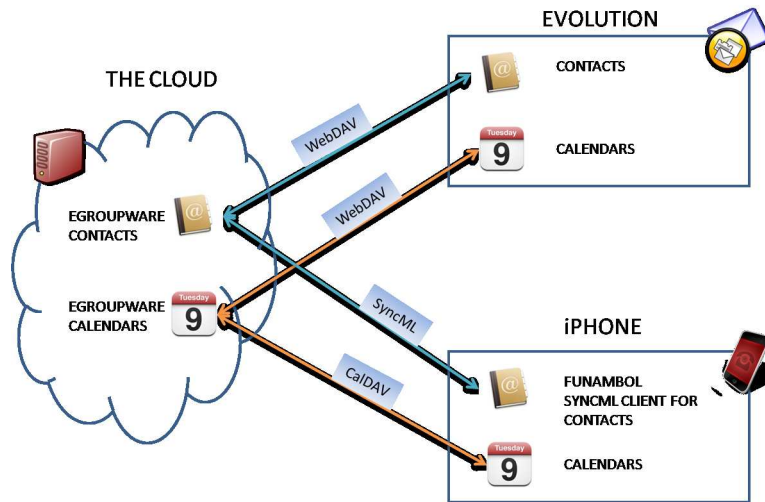 EVOLUTION
THE CLOUD
CONTACTS
WebDAV
Tuesday
9
CALENDARS
WebDAV
EGROUPWARE
CONTACTS
EGROUPWARE
CALENDARS
Tuesday
9
SyncML
iPHONE
CalDAV
FUNAMBOL
SYNCML CLIENT FOR
CONTACTS
Tuesday
9
CALENDARS